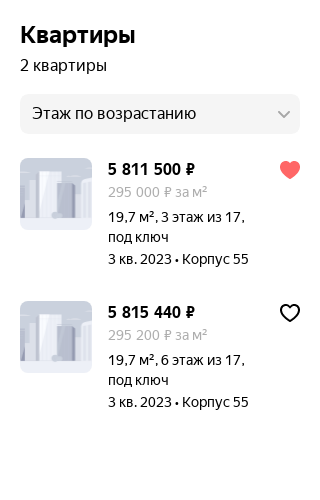 Квартиры
2 квартиры
Этаж по возрастанию
5 811 500 ₽
295 000 ₽ за м²
19,7 м², 3 этаж из 17,
под ключ
3 кв. 2023 • Корпус 55
5 815 440 ₽
295 200 ₽ за м²
19,7 м², 6 этаж из 17,
под ключ
3 кв. 2023 • Корпус 55